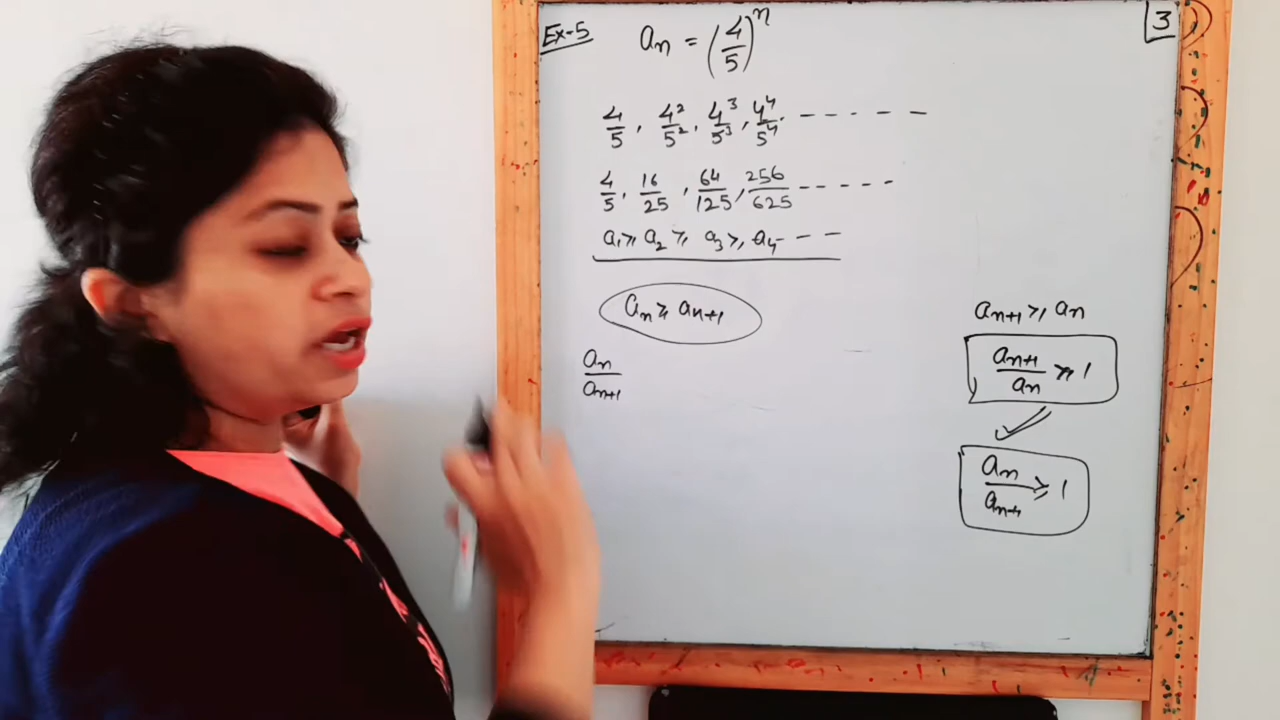 Ex-5 aₙ = (4/5)ⁿ
3
4/5, 4²/5², 4³/5³, 4⁴/5⁴, - - - - - -
4/5, 16/25, 64/125, 256/625 - - - - -
a₁ ≥ a₂ ≥ a₃ ≥ a₄ - - -
aₙ ≥ aₙ₊₁
aₙ/aₙ₊₁
aₙ₊₁ ≥ aₙ
aₙ₊₁/aₙ ≥ 1
aₙ/aₙ₊₁ ≥ 1